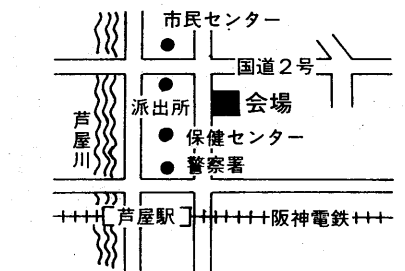 市民センター
国道2号
派出所
会場
芦屋川
保健センター
警察署
芦屋駅
阪神電鉄